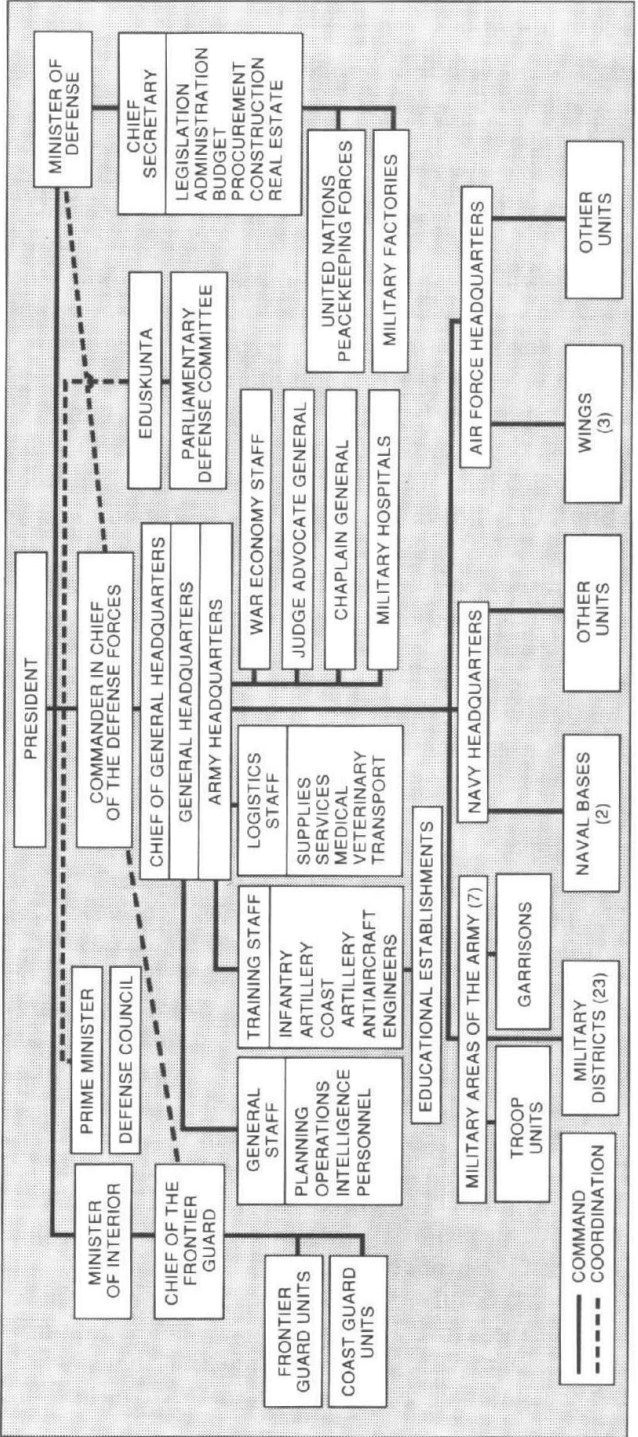 PRESIDENT
MINISTER OF
DEFENSE
CHIEF
SECRETARY
LEGISLATION
ADMINISTRATION
BUDGET
PROCUREMENT
CONSTRUCTION
REAL ESTATE
UNITED NATIONS
PEACEKEEPING FORCES
MILITARY FACTORIES
EDUSKUNTA
PARLIAMENTARY
DEFENSE COMMITTEE
COMMANDER IN CHIEF
OF THE DEFENSE FORCES
PRIME MINISTER
DEFENSE COUNCIL
MINISTER
OF INTERIOR
CHIEF OF THE
FRONTIER
GUARD
FRONTIER
GUARD UNITS
COAST GUARD
UNITS
CHIEF OF GENERAL HEADQUARTERS
GENERAL HEADQUARTERS
ARMY HEADQUARTERS
WAR ECONOMY STAFF
JUDGE ADVOCATE GENERAL
CHAPLAIN GENERAL
MILITARY HOSPITALS
GENERAL
STAFF
PLANNING
OPERATIONS
INTELLIGENCE
PERSONNEL
TRAINING STAFF
INFANTRY
ARTILLERY
COAST
ARTILLERY
ANTIAIRCRAFT
ENGINEERS
LOGISTICS
STAFF
SUPPLIES
SERVICES
MEDICAL
VETERINARY
TRANSPORT
EDUCATIONAL ESTABLISHMENTS
MILITARY AREAS OF THE ARMY (7)
TROOP
UNITS
MILITARY
DISTRICTS (23)
GARRISONS
NAVY HEADQUARTERS
NAVAL BASES
(2)
OTHER
UNITS
AIR FORCE HEADQUARTERS
WINGS
(3)
OTHER
UNITS
COMMAND
COORDINATION